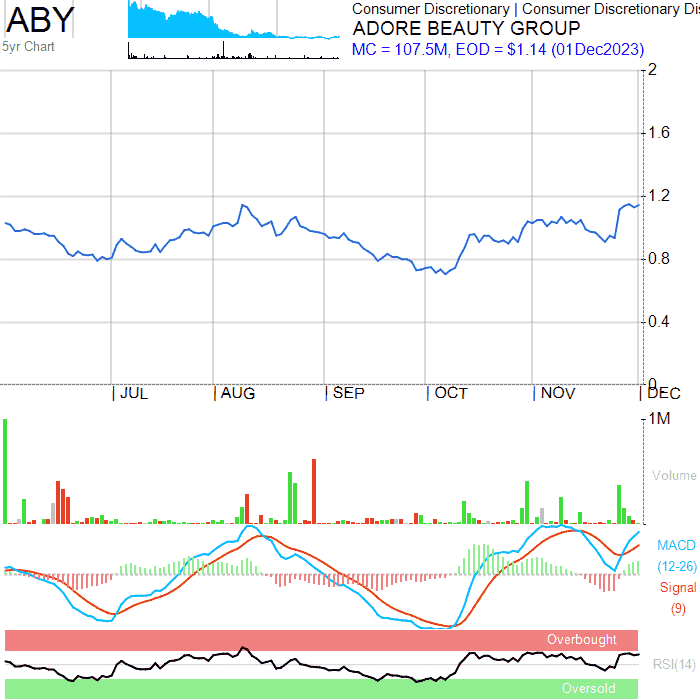 ABY
5yr Chart
Consumer Discretionary | Consumer Discretionary Dis
ADORE BEAUTY GROUP
MC = 107.5M, EOD = $1.14 (01Dec2023)
2
1.6
1.2
0.8
0.4
0
JUL AUG SEP OCT NOV DEC
1M
Volume
MACD
(12-26)
Signal
(9)
Overbought
RSI(14)
Oversold